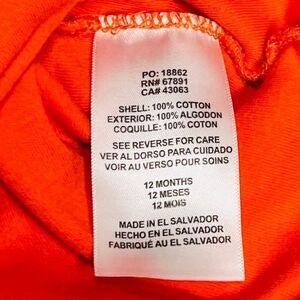 PO: 18862
RN# 67891
CA# 43063
SHELL: 100% COTTON
EXTERIOR: 100% ALGODON
COQUILLE: 100% COTON
SEE REVERSE FOR CARE
VER AL DORSO PARA CUIDADO
VOIR AU VERSO POUR SOINS
12 MONTHS
12 MESES
12 MOIS
MADE IN EL SALVADOR
HECHO EN EL SALVADOR
FABRIQUÉ AU EL SALVADOR